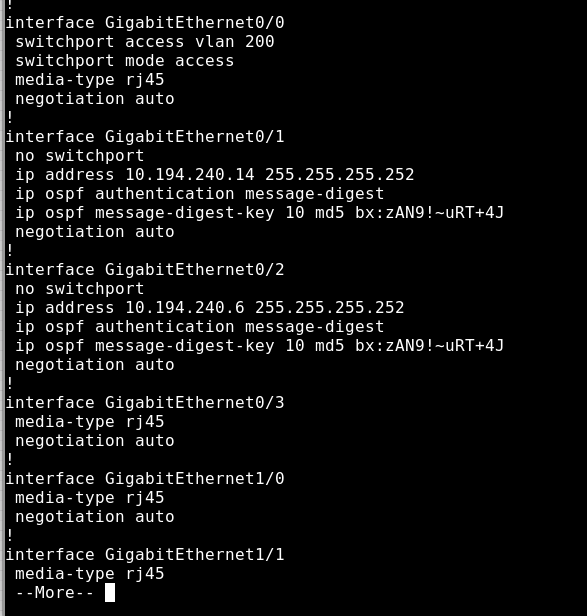 !
interface GigabitEthernet0/0
 switchport access vlan 200
 switchport mode access
 media-type rj45
 negotiation auto
!
interface GigabitEthernet0/1
 no switchport
 ip address 10.194.240.14 255.255.255.252
 ip ospf authentication message-digest
 ip ospf message-digest-key 10 md5 bx:zAN9!~uRT+4J
 negotiation auto
!
interface GigabitEthernet0/2
 no switchport
 ip address 10.194.240.6 255.255.255.252
 ip ospf authentication message-digest
 ip ospf message-digest-key 10 md5 bx:zAN9!~uRT+4J
 negotiation auto
!
interface GigabitEthernet0/3
 media-type rj45
 negotiation auto
!
interface GigabitEthernet1/0
 media-type rj45
 negotiation auto
!
interface GigabitEthernet1/1
 media-type rj45
 --More--